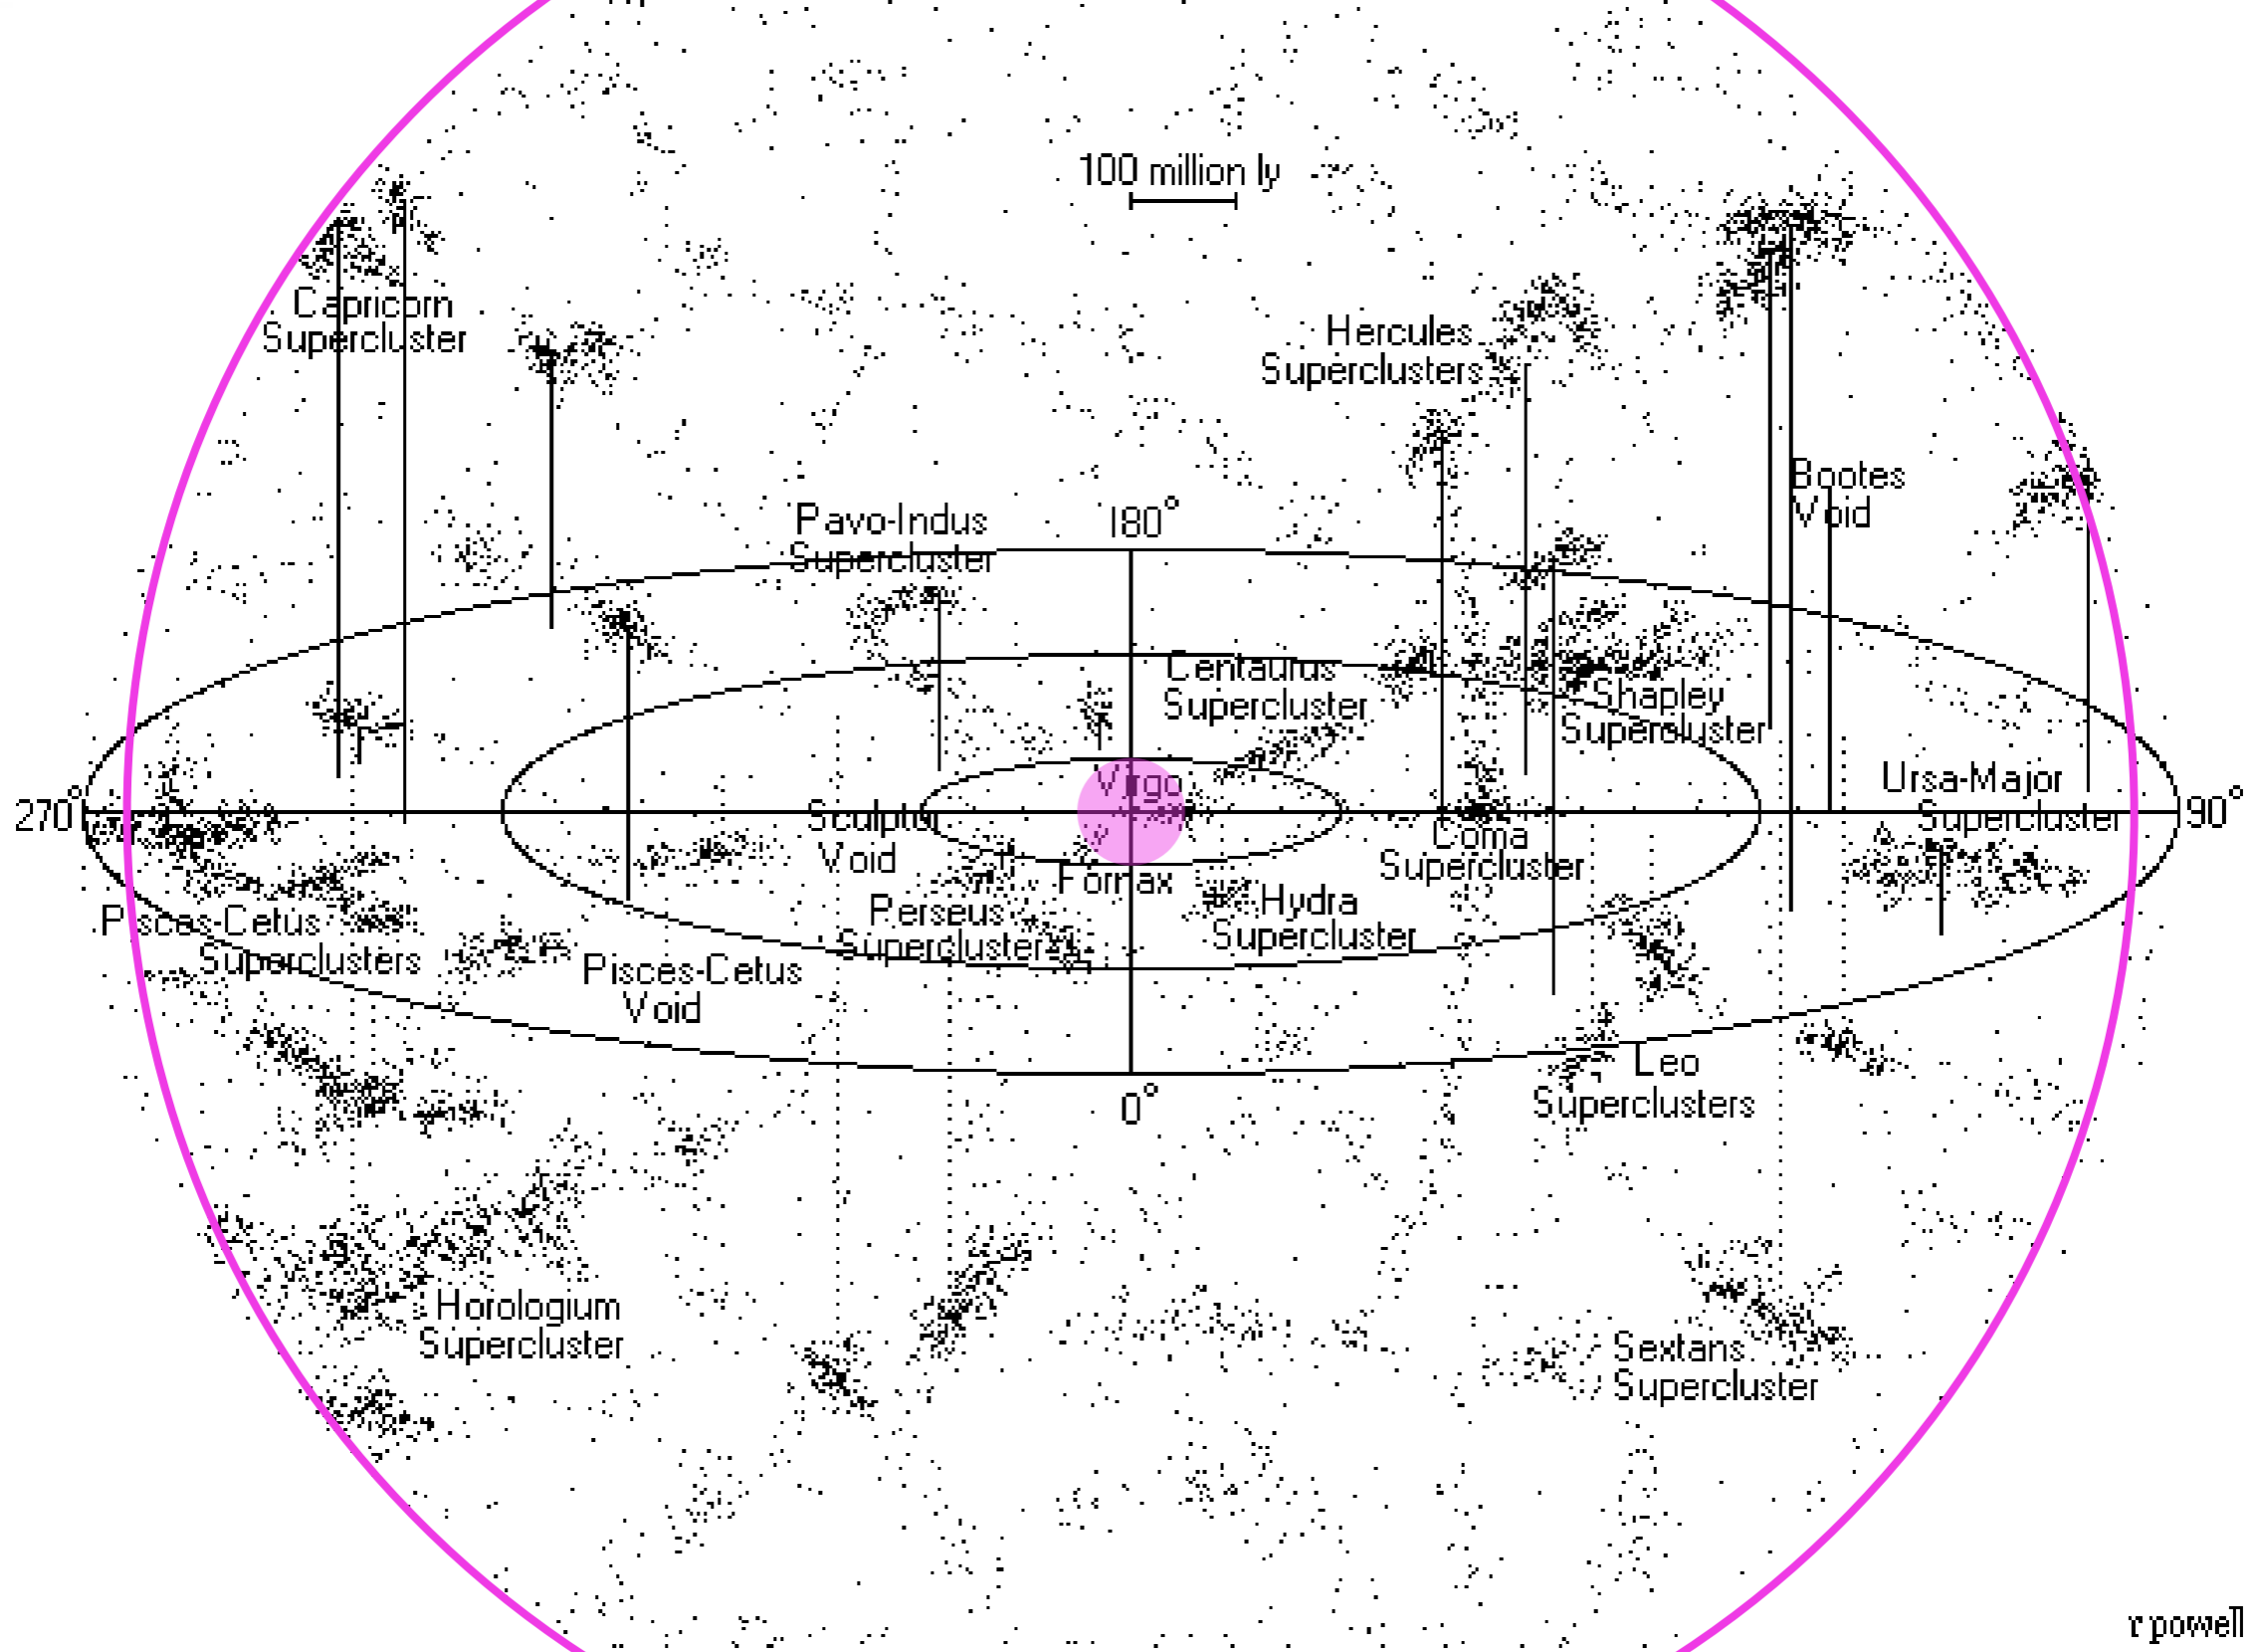 100 million ly
Capricorn
Supercluster
Hercules
Superclusters
Bootes
Void
Pavo-Indus
Supercluster
180°
Centaurus
Supercluster
Shapley
Supercluster
Virgo
Ursa-Major
Supercluster
270°
90°
Sculptor
Void
Coma
Supercluster
Fornax
Perseus
Supercluster
Hydra
Supercluster
Pisces-Cetus
Superclusters
Pisces-Cetus
Void
Leo
Superclusters
0°
Horologium
Supercluster
Sextans
Supercluster
r powell